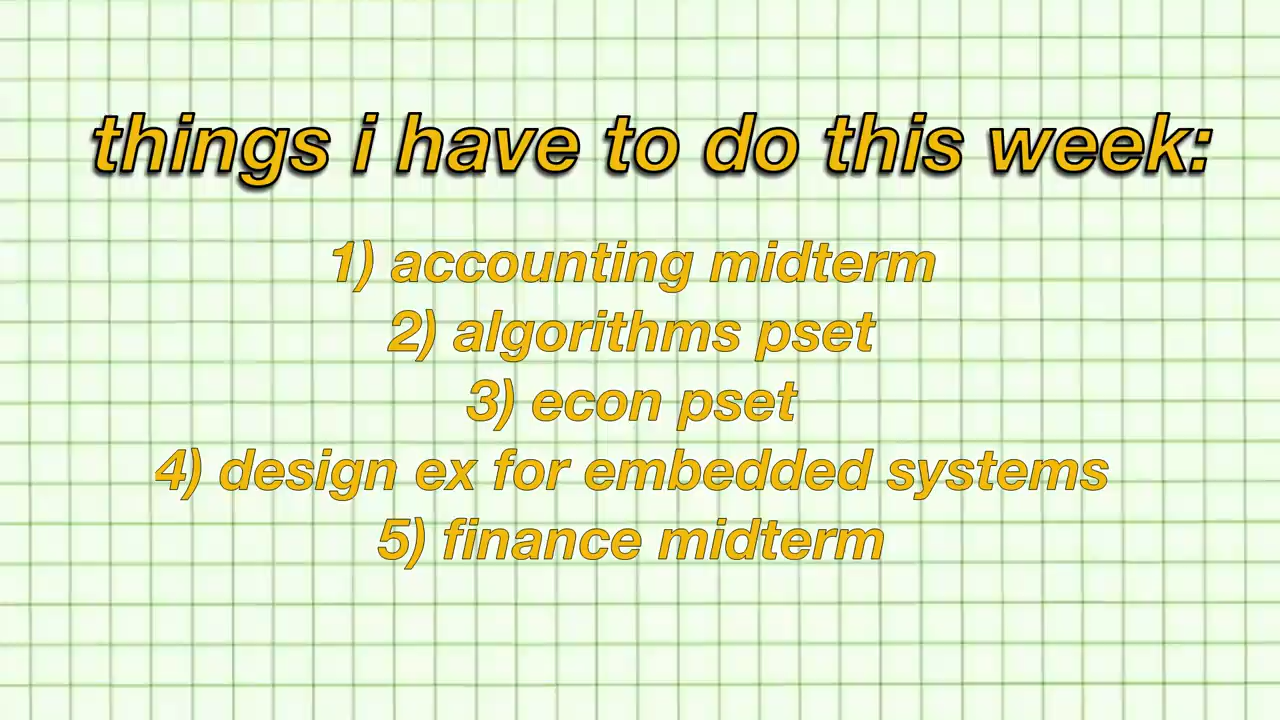 things i have to do this week:
1) accounting midterm
2) algorithms pset
3) econ pset
4) design ex for embedded systems
5) finance midterm